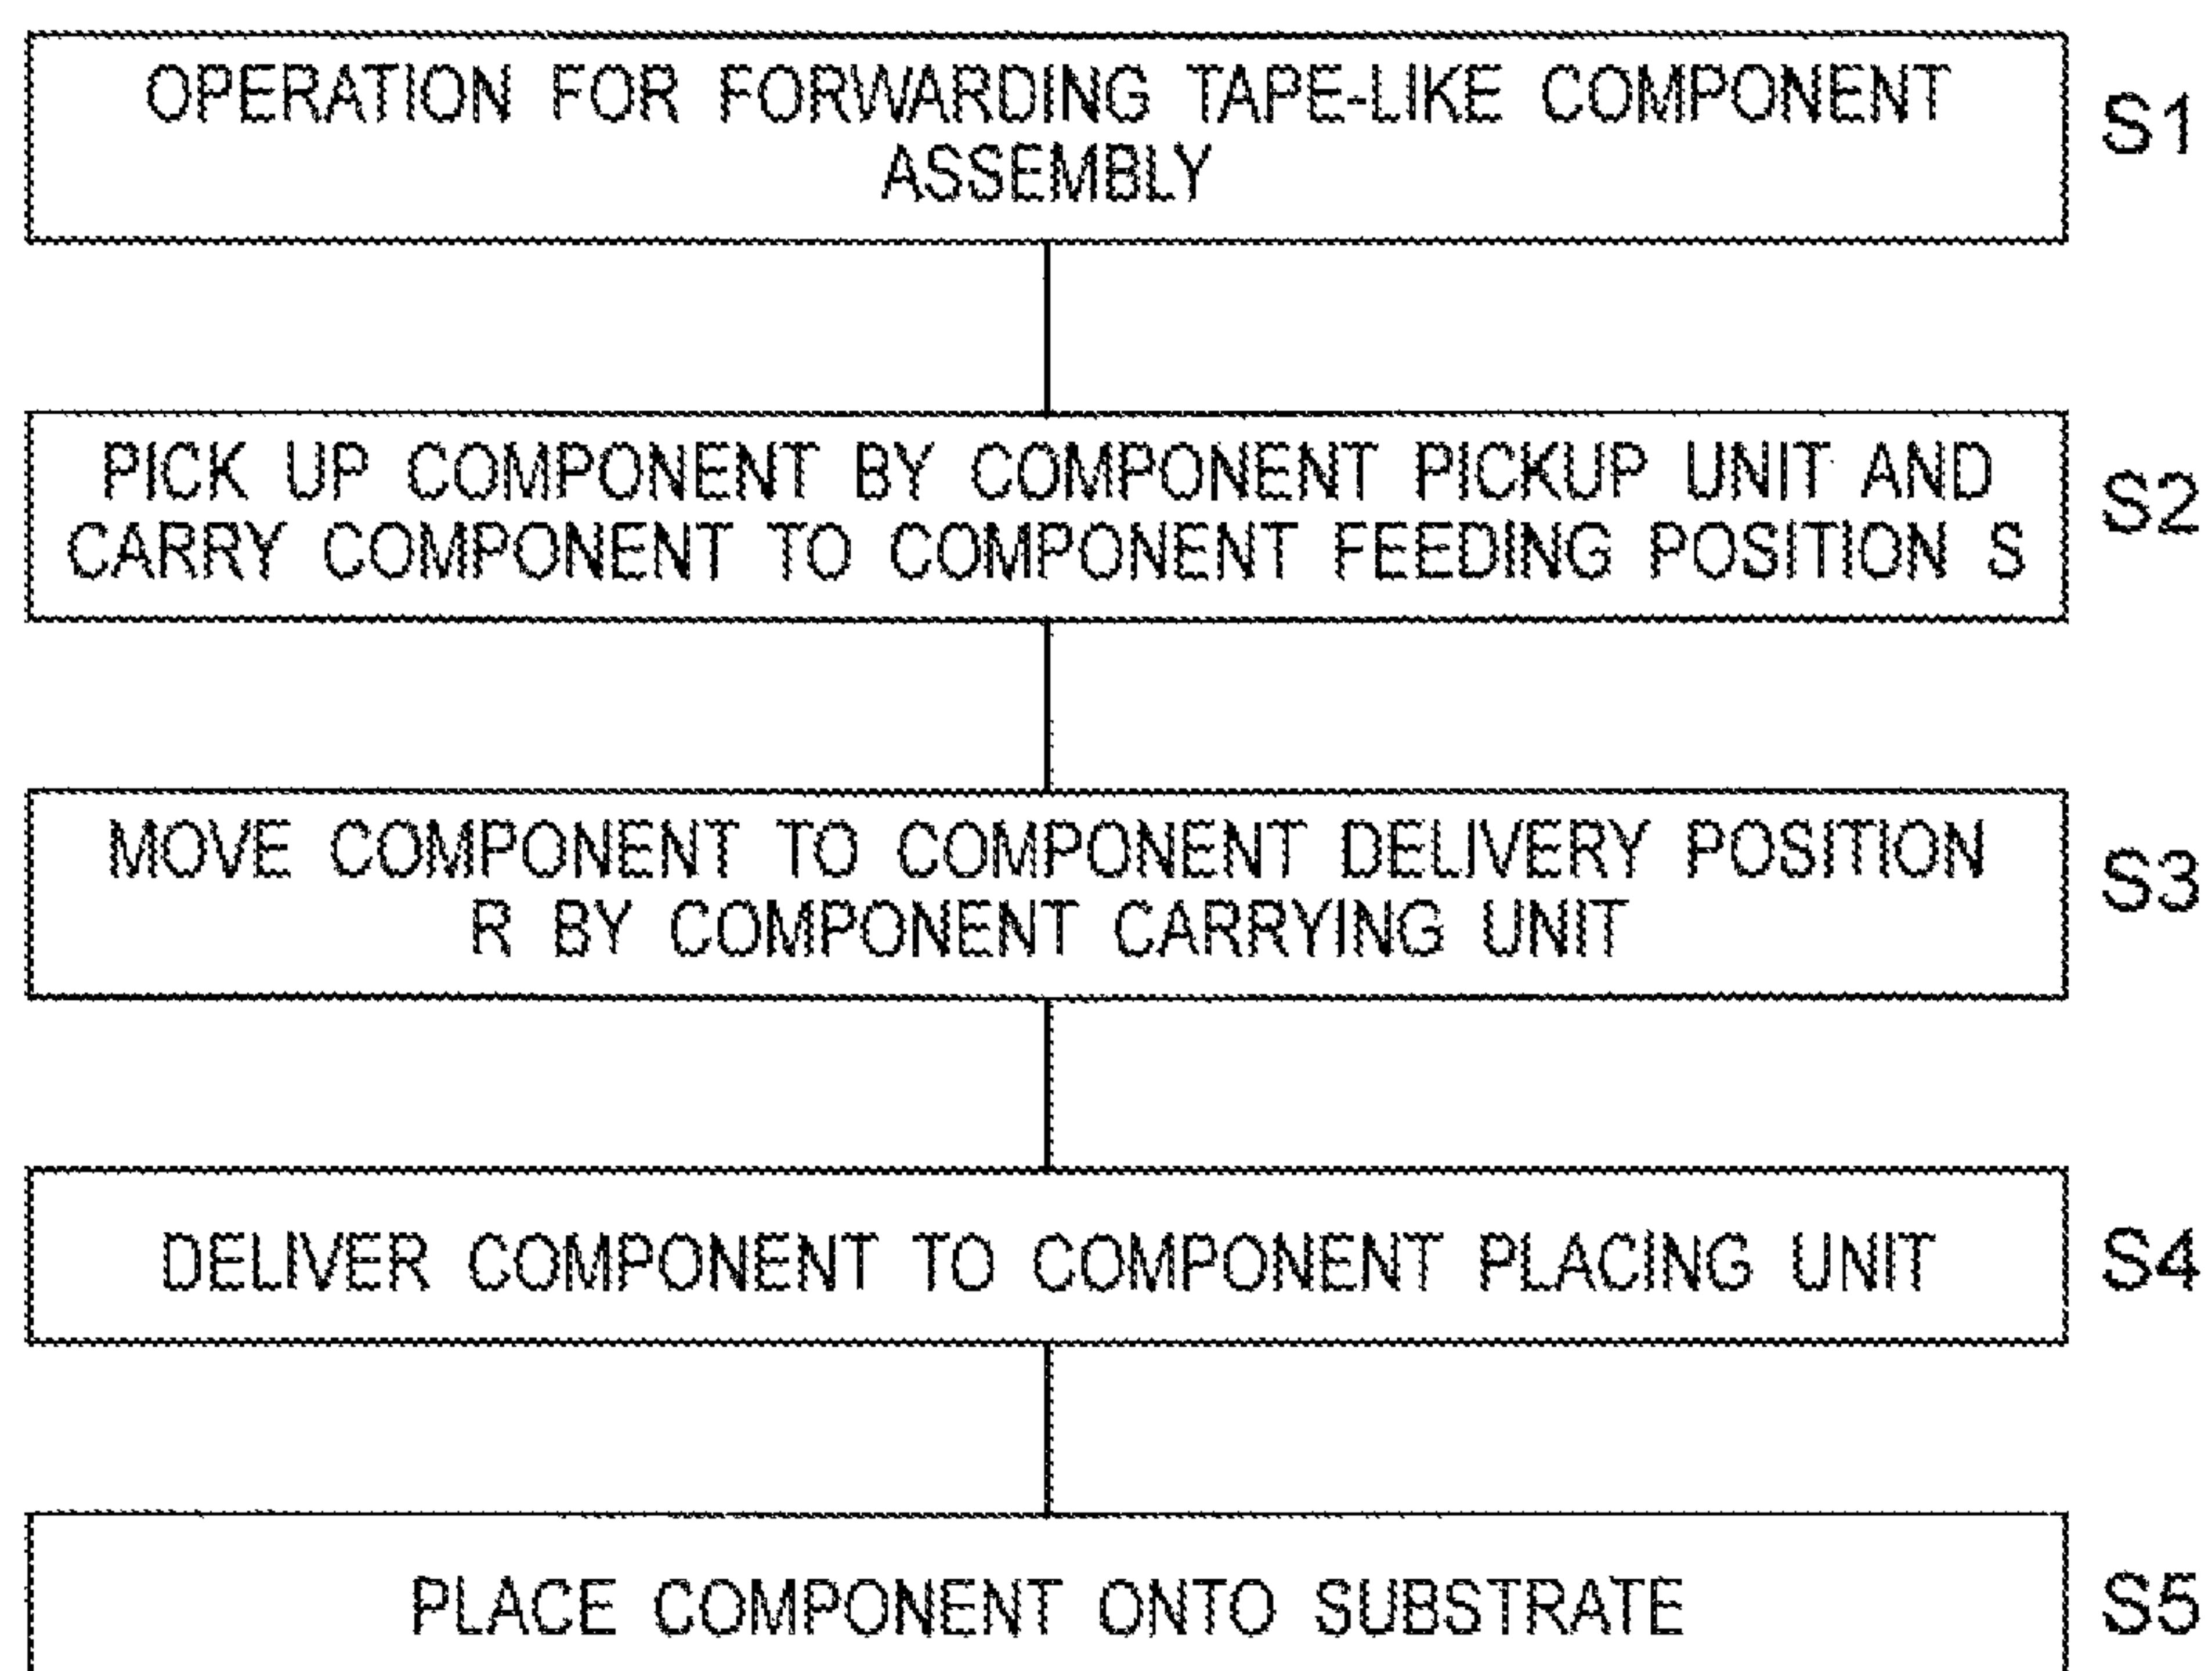 OPERATION FOR FORWARDING TAPE-LIKE COMPONENT
ASSEMBLY
S1
PICK UP COMPONENT BY COMPONENT PICKUP UNIT AND
CARRY COMPONENT TO COMPONENT FEEDING POSITION S
S2
MOVE COMPONENT TO COMPONENT DELIVERY POSITION
R BY COMPONENT CARRYING UNIT
S3
DELIVER COMPONENT TO COMPONENT PLACING UNIT
S4
PLACE COMPONENT ONTO SUBSTRATE
S5